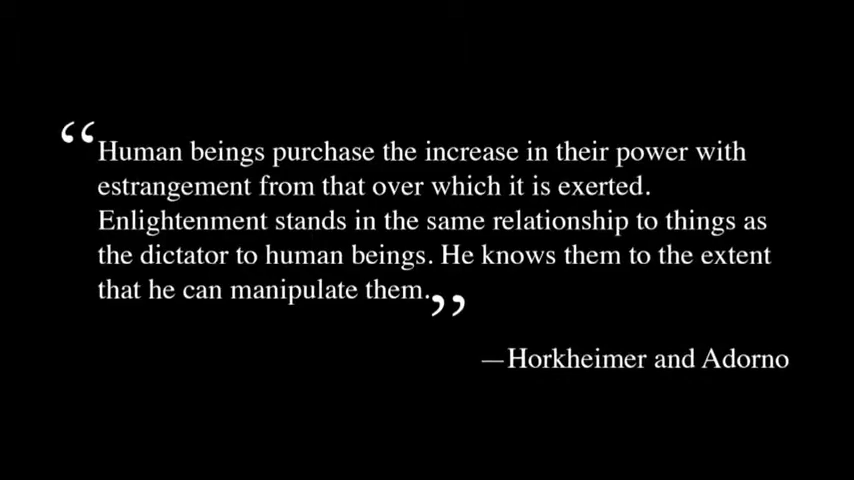 “Human beings purchase the increase in their power with
estrangement from that over which it is exerted.
Enlightenment stands in the same relationship to things as
the dictator to human beings. He knows them to the extent
that he can manipulate them.”
—Horkheimer and Adorno